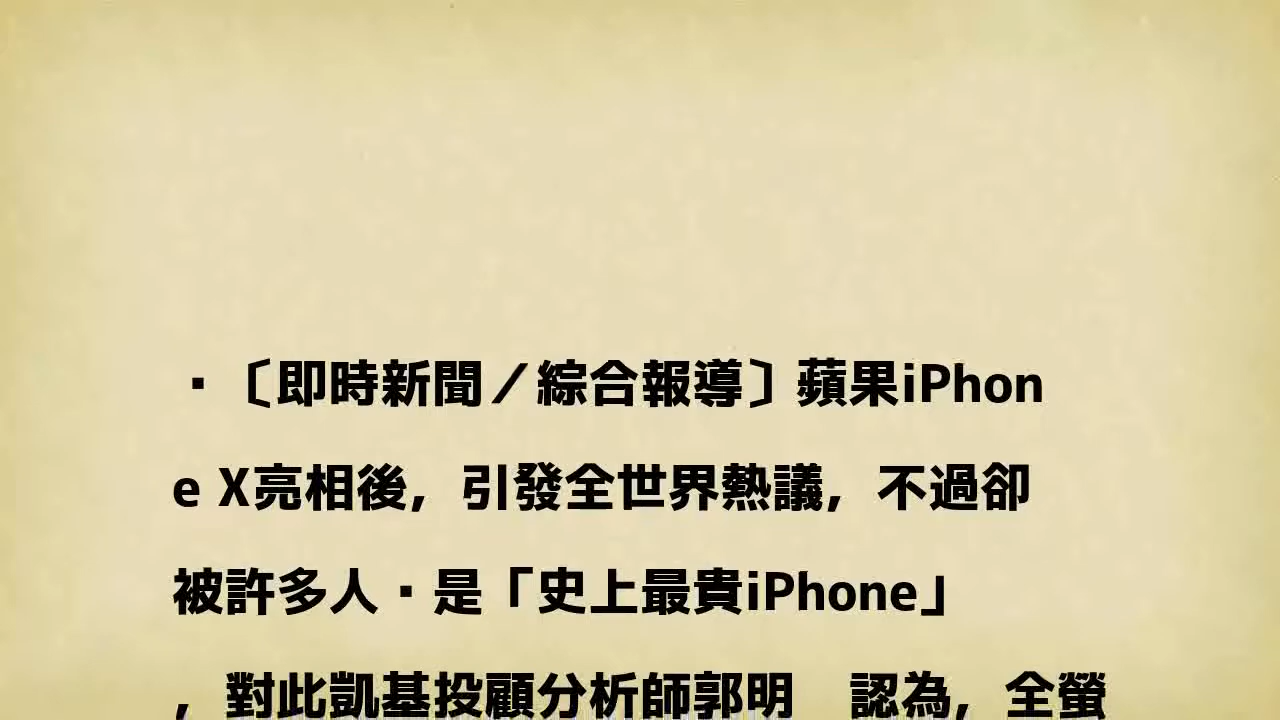 ▪〔即時新聞／綜合報導〕蘋果iPhon
e X亮相後，引發全世界熱議，不過卻
被許多人▪是「史上最貴iPhone」
，對此凱基投顧分析師郭明　認為，全螢